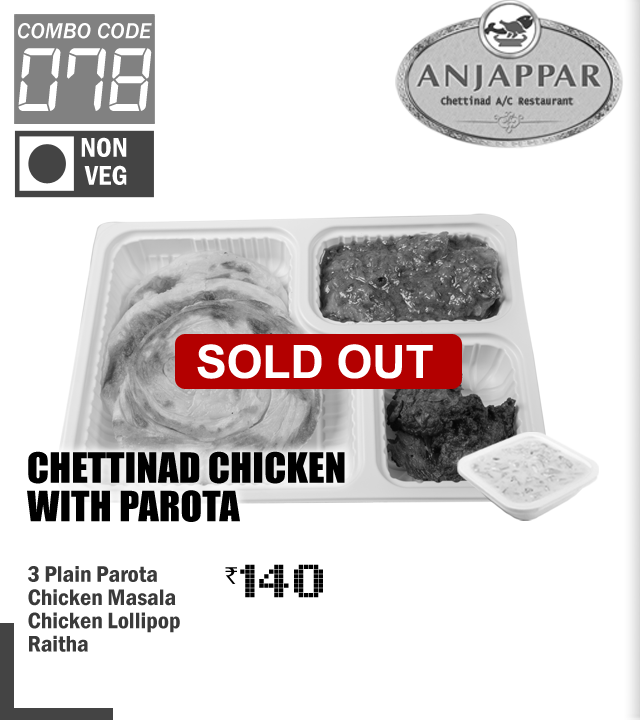 COMBO CODE
078
NON
VEG
ANJAPPAR
Chettinad A/C Restaurant
SOLD OUT
CHETTINAD CHICKEN
WITH PAROTA
3 Plain Parota
Chicken Masala
Chicken Lollipop
Raitha
₹140